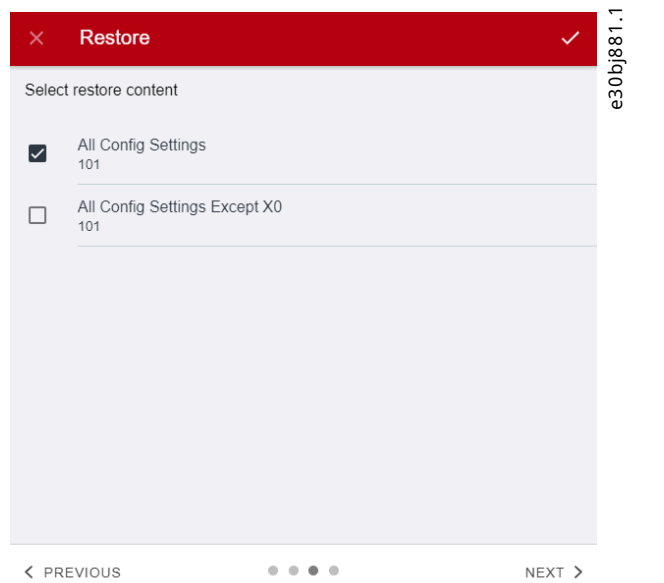 Restore
Select restore content
All Config Settings
101
All Config Settings Except X0
101
PREVIOUS
NEXT
e30bj881.1